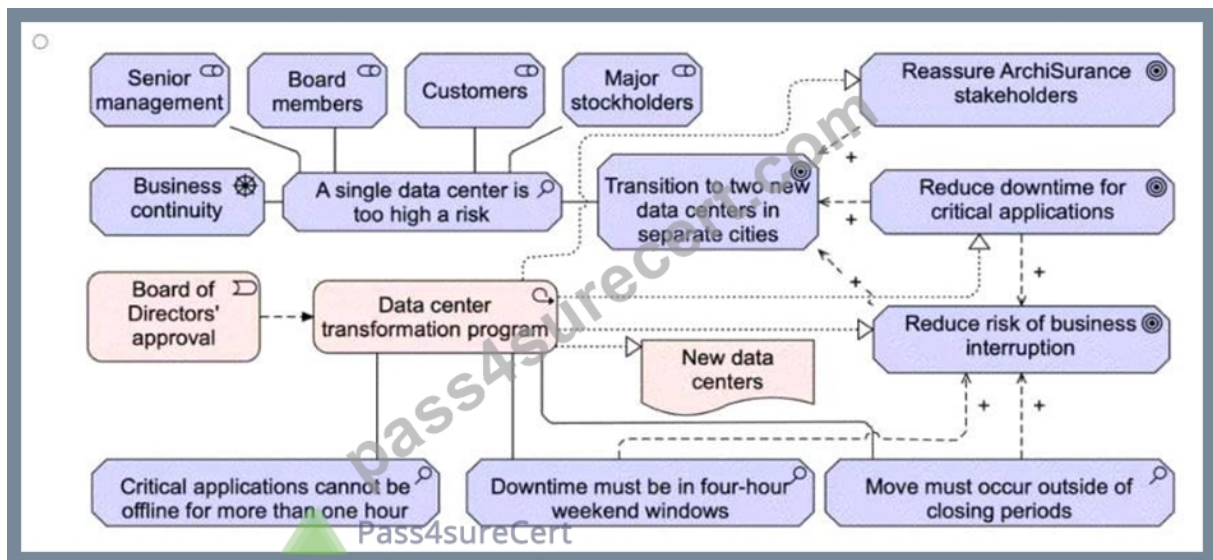 Senior
management
Board
members
Customers
Major
stockholders
Reassure ArchiSurance
stakeholders
Business
continuity
A single data center is
too high a risk
Transition to two new
data centers in
separate cities
Reduce downtime for
critical applications
Board of
Directors'
approval
Data center
transformation program
New data
centers
Reduce risk of business
interruption
Critical applications cannot be
offline for more than one hour
Downtime must be in four-hour
weekend windows
Move must occur outside of
closing periods
+
+
+
+
+
+
pass4surecert.com
Pass4sureCert